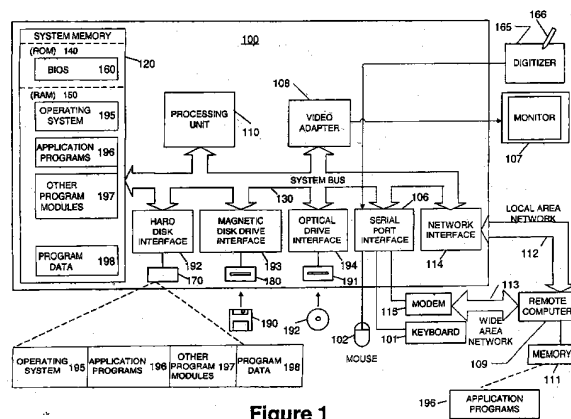 100
SYSTEM MEMORY
120
(ROM) 140
BIOS 160
(RAM) 150
OPERATING SYSTEM 195
APPLICATION PROGRAMS 196
OTHER PROGRAM MODULES 197
PROGRAM DATA 198
PROCESSING UNIT
110
108
VIDEO ADAPTER
165
166
DIGITIZER
MONITOR
107
SYSTEM BUS
130
106
HARD DISK INTERFACE
MAGNETIC DISK DRIVE INTERFACE
OPTICAL DRIVE INTERFACE
SERIAL PORT INTERFACE
NETWORK INTERFACE
LOCAL AREA NETWORK
112
192
193
194
114
170
180
191
190
192
102
MOUSE
115
MODEM
113
WIDE AREA NETWORK
101
KEYBOARD
REMOTE COMPUTER
109
MEMORY
111
OPERATING SYSTEM 195
APPLICATION PROGRAMS 196
OTHER PROGRAM MODULES 197
PROGRAM DATA 198
196
APPLICATION PROGRAMS
Figure 1